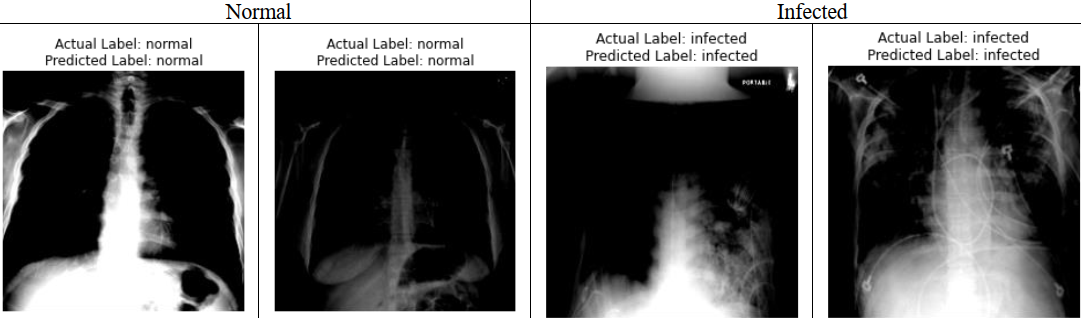 Normal
Infected
Actual Label: normal
Predicted Label: normal
Actual Label: normal
Predicted Label: normal
Actual Label: infected
Predicted Label: infected
PORTABLE
Actual Label: infected
Predicted Label: infected